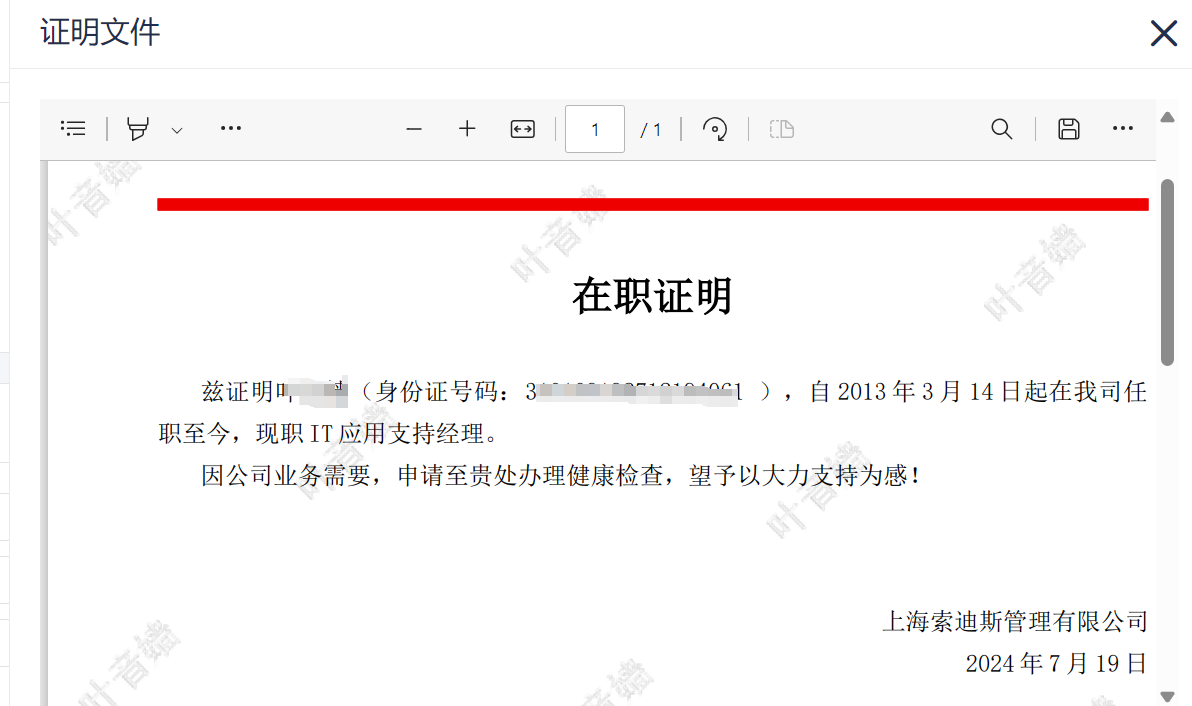 证明文件
1 / 1
在职证明
兹证明叶（身份证号码：3），自 2013 年 3 月 14 日起在我司任
职至今，现职 IT 应用支持经理。
因公司业务需要，申请至贵处办理健康检查，望予以大力支持为感！
上海索迪斯管理有限公司
2024 年 7 月 19 日